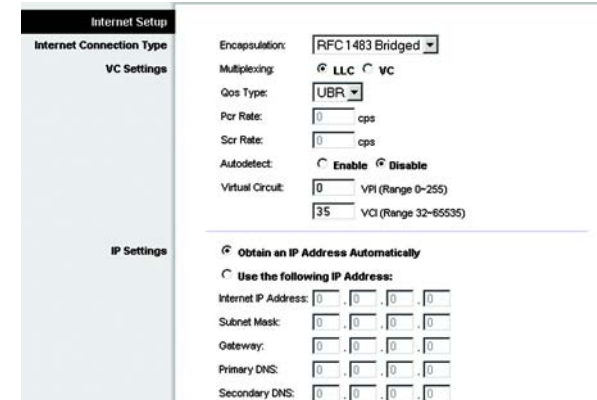 Internet Setup
Internet Connection Type Encapsulation: RFC 1483 Bridged
VC Settings Multiplexing: LLC VC
Qos Type: UBR
Pcr Rate: 0 cps
Scr Rate: 0 cps
Autodetect: Enable Disable
Virtual Circuit: 0 VPI (Range 0~255)
35 VCI (Range 32~65535)
IP Settings Obtain an IP Address Automatically
Use the following IP Address:
Internet IP Address: 0 . 0 . 0 . 0
Subnet Mask: 0 . 0 . 0 . 0
Gateway: 0 . 0 . 0 . 0
Primary DNS: 0 . 0 . 0 . 0
Secondary DNS: 0 . 0 . 0 . 0